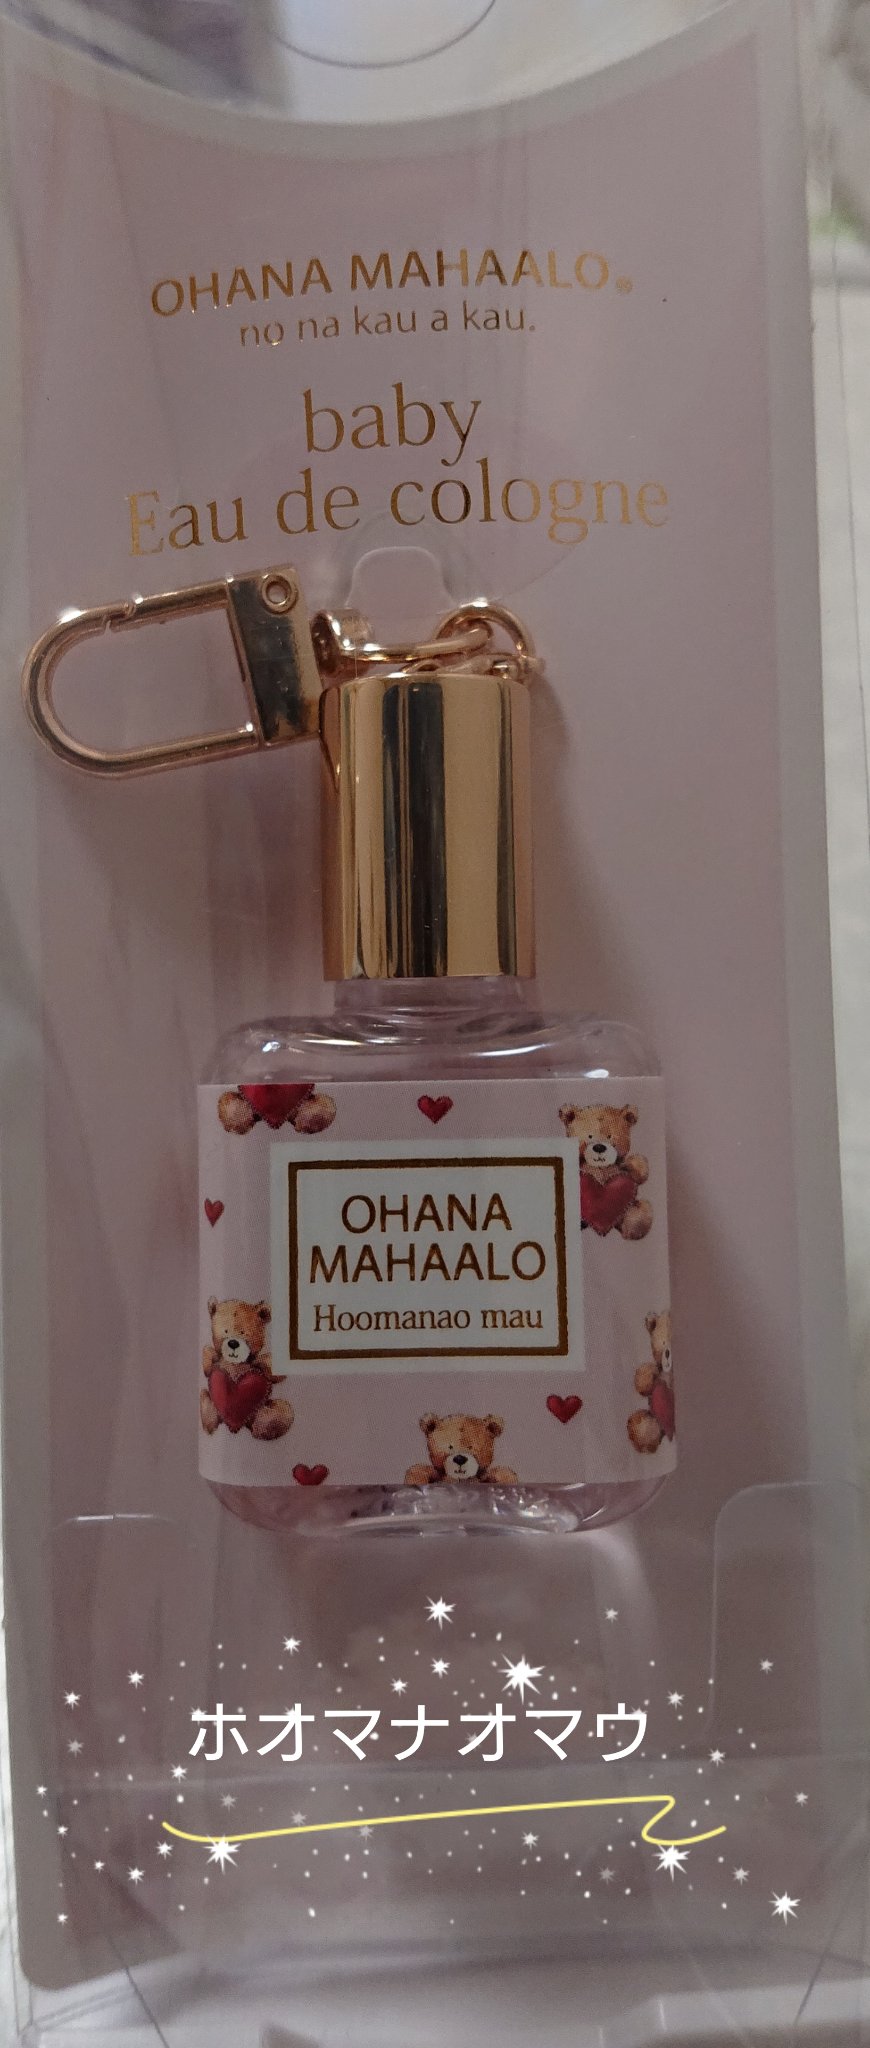 OHANA MAHAALO®
no na kau a kau.
baby
Eau de cologne
OHANA
MAHAALO
Hoomanao mau
ホオマナオマウ